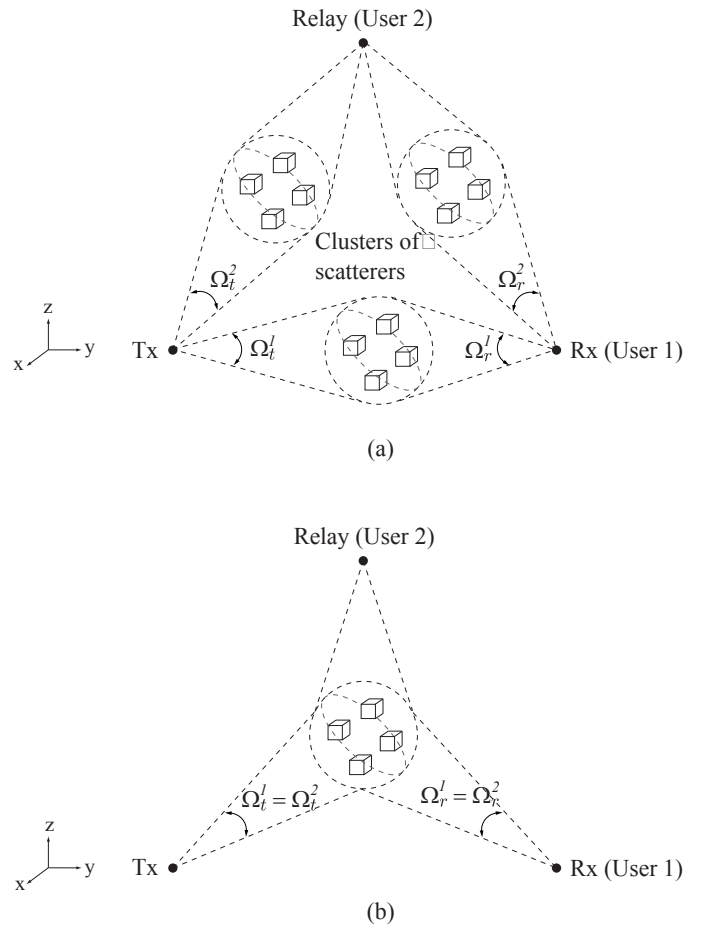 Relay (User 2)
Clusters of□
scatterers
Ω_t^2
Ω_r^2
z
y
x
Tx
Ω_t^1
Ω_r^1
Rx (User 1)
(a)
Relay (User 2)
Ω_t^1 = Ω_t^2
Ω_r^1 = Ω_r^2
z
y
x
Tx
Rx (User 1)
(b)